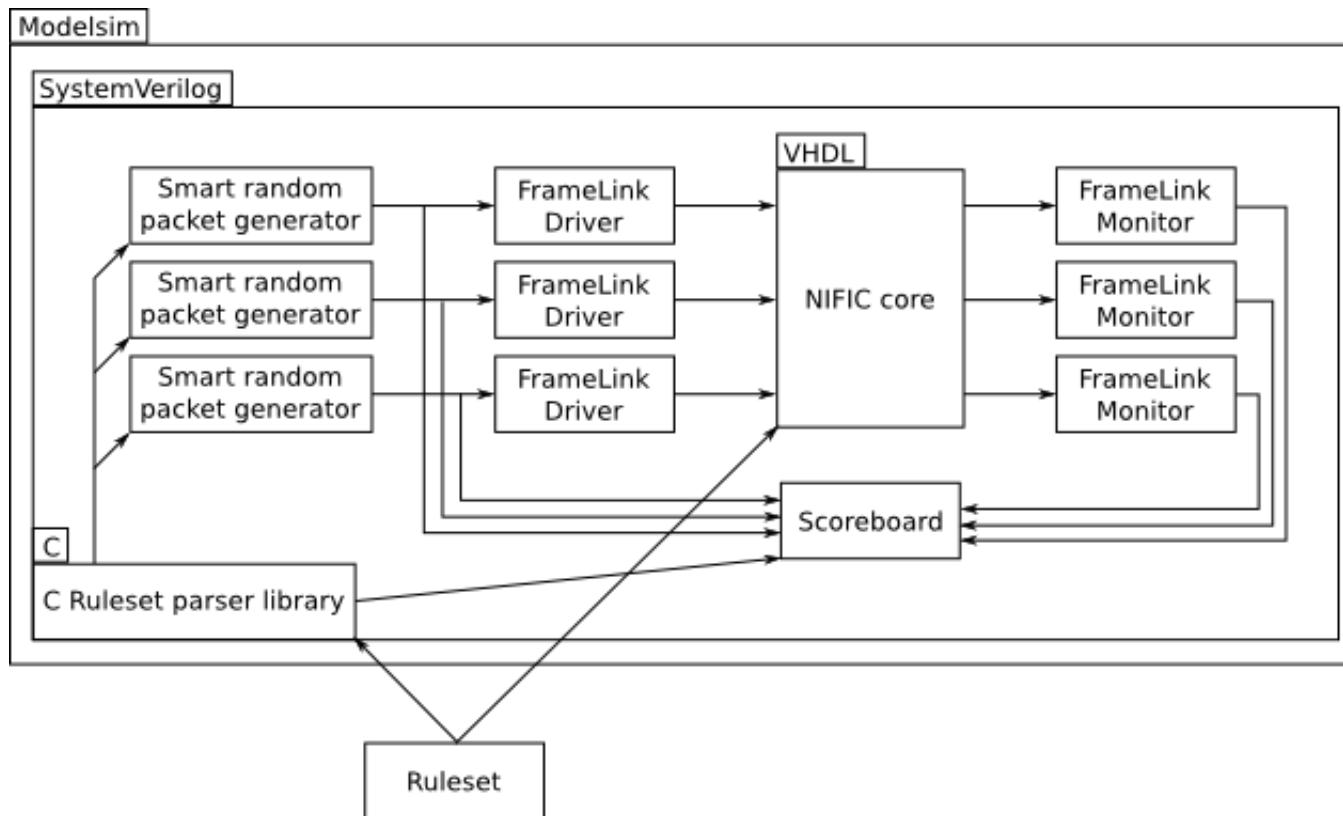 Modelsim
SystemVerilog
VHDL
Smart random
packet generator
FrameLink
Driver
NIFIC core
FrameLink
Monitor
Smart random
packet generator
FrameLink
Driver
FrameLink
Monitor
Smart random
packet generator
FrameLink
Driver
FrameLink
Monitor
Scoreboard
C
C Ruleset parser library
Ruleset